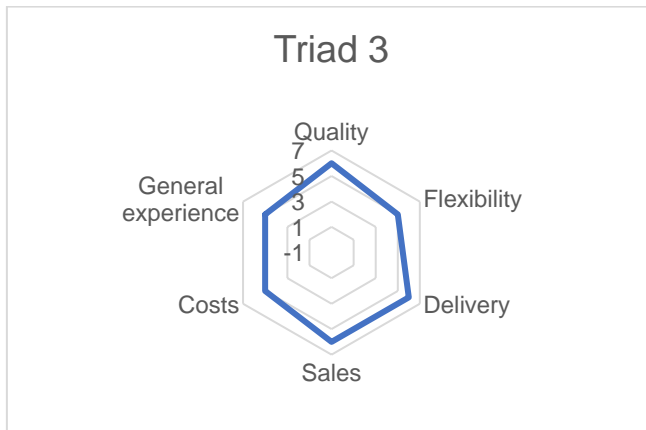 Triad 3
Quality
7
5
3
1
-1
General
experience
Flexibility
Costs
Delivery
Sales